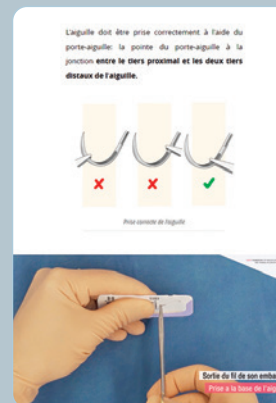 L'aiguille doit être prise correctement à l'aide du
porte-aiguille: la pointe du porte-aiguille à la
jonction entre le tiers proximal et les deux tiers
distaux de l'aiguille.
Prise correcte de l'aiguille
Sortie du fil de son emba
Prise à la base de l'aig